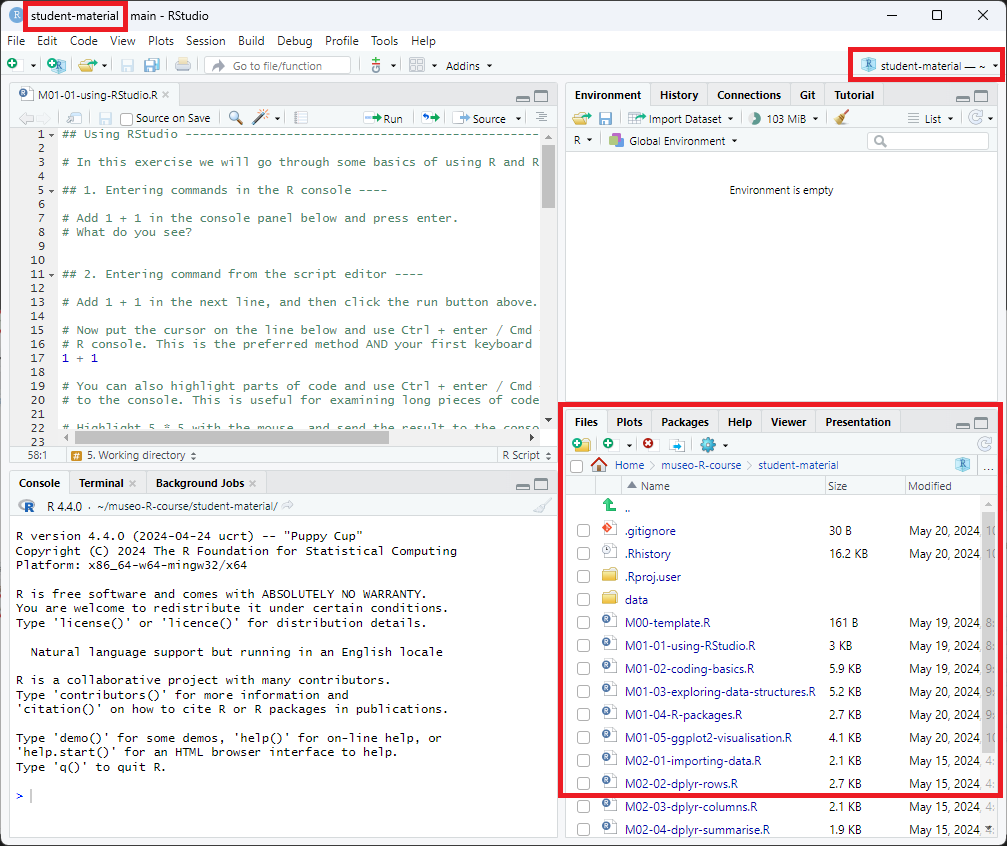 student-material - main - RStudio
File Edit Code View Plots Session Build Debug Profile Tools Help
Go to file/function Addins student-material — ~
M01-01-using-RStudio.R
Source on Save Run Source
1 ## Using RStudio
2
3 # In this exercise we will go through some basics of using R and R
4
5 ## 1. Entering commands in the R console ----
6
7 # Add 1 + 1 in the console panel below and press enter.
8 # What do you see?
9
10
11 ## 2. Entering command from the script editor ----
12
13 # Add 1 + 1 in the next line, and then click the run button above.
14
15 # Now put the cursor on the line below and use Ctrl + enter / Cmd
16 # R console. This is the preferred method AND your first keyboard
17 1 + 1
18
19 # You can also highlight parts of code and use Ctrl + enter / Cmd
20 # to the console. This is useful for examining long pieces of code
21
22 # Highlight 5 * 5 with the mouse, and send the result to the conso
23
58:1 # 5. Working directory R Script
Console Terminal Background Jobs
R 4.4.0 · ~/museo-R-course/student-material/
R version 4.4.0 (2024-04-24 ucrt) -- "Puppy Cup"
Copyright (C) 2024 The R Foundation for Statistical Computing
Platform: x86_64-w64-mingw32/x64
R is free software and comes with ABSOLUTELY NO WARRANTY.
You are welcome to redistribute it under certain conditions.
Type 'license()' or 'licence()' for distribution details.
Natural language support but running in an English locale
R is a collaborative project with many contributors.
Type 'contributors()' for more information and
'citation()' on how to cite R or R packages in publications.
Type 'demo()' for some demos, 'help()' for on-line help, or
'help.start()' for an HTML browser interface to help.
Type 'q()' to quit R.
>
Environment History Connections Git Tutorial
Import Dataset 103 MiB List
R Global Environment
Environment is empty
Files Plots Packages Help Viewer Presentation
Home museo-R-course student-material ...
Name Size Modified
..
.gitignore 30 B May 20, 2024, 10
.Rhistory 16.2 KB May 20, 2024, 10
.Rproj.user
data
M00-template.R 161 B May 19, 2024, 8:
M01-01-using-RStudio.R 3 KB May 19, 2024, 8:
M01-02-coding-basics.R 5.9 KB May 19, 2024, 9:
M01-03-exploring-data-structures.R 5.2 KB May 20, 2024, 9:
M01-04-R-packages.R 2.7 KB May 20, 2024, 9:
M01-05-ggplot2-visualisation.R 4.1 KB May 20, 2024, 10
M02-01-importing-data.R 2.1 KB May 15, 2024, 4:
M02-02-dplyr-rows.R 2.7 KB May 15, 2024, 4:
M02-03-dplyr-columns.R 2.1 KB May 15, 2024, 4:
M02-04-dplyr-summarise.R 1.9 KB May 15, 2024, 4: